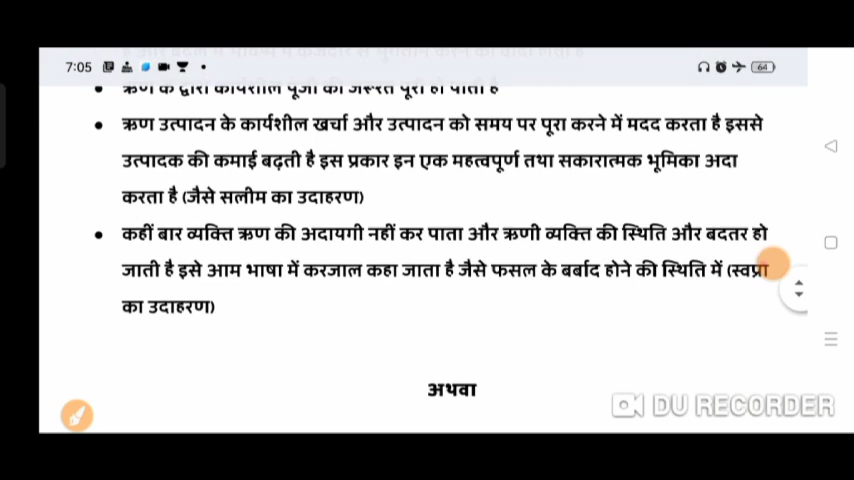 7:05
64
ऋण के द्वारा कार्यशील पूंजी की जरूरत पूरी हो पाती है
• ऋण उत्पादन के कार्यशील खर्चा और उत्पादन को समय पर पूरा करने में मदद करता है इससे
उत्पादक की कमाई बढ़ती है इस प्रकार इन एक महत्वपूर्ण तथा सकारात्मक भूमिका अदा
करता है (जैसे सलीम का उदाहरण)
• कहीं बार व्यक्ति ऋण की अदायगी नहीं कर पाता और ऋणी व्यक्ति की स्थिति और बदतर हो
जाती है इसे आम भाषा में करजाल कहा जाता है जैसे फसल के बर्बाद होने की स्थिति में (स्वप्ना
का उदाहरण)
अथवा
DU RECORDER